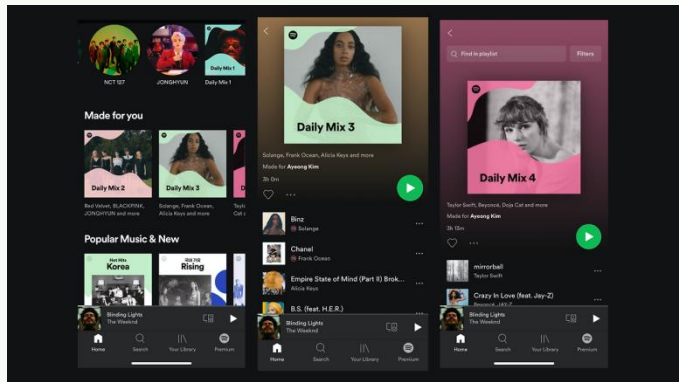 NCT 127
JONGHYUN
Daily Mix 1
Made for you
Daily Mix 2
Daily Mix 3
Red Velvet, BLACKPINK,
JONGHYUN and more
Solange, Frank Ocean,
Alicia Keys and more
Popular Music & New
Hot Hits
Korea
Rising
Blinding Lights
The Weeknd
Home
Search
Your Library
Premium
Daily Mix 3
Solange, Frank Ocean, Alicia Keys and more
Made for Ayeong Kim
3h 0m
Binz
Solange
Chanel
Frank Ocean
Empire State of Mind (Part II) Brok...
Alicia Keys
B.S. (feat. H.E.R.)
Blinding Lights
The Weeknd
Home
Search
Your Library
Premium
Find in playlist
Filters
Daily Mix 4
Taylor Swift, Beyoncé, Doja Cat and more
Made for Ayeong Kim
3h 13m
mirrorball
Taylor Swift
Crazy In Love (feat. Jay-Z)
Blinding Lights
The Weeknd
Home
Search
Your Library
Premium